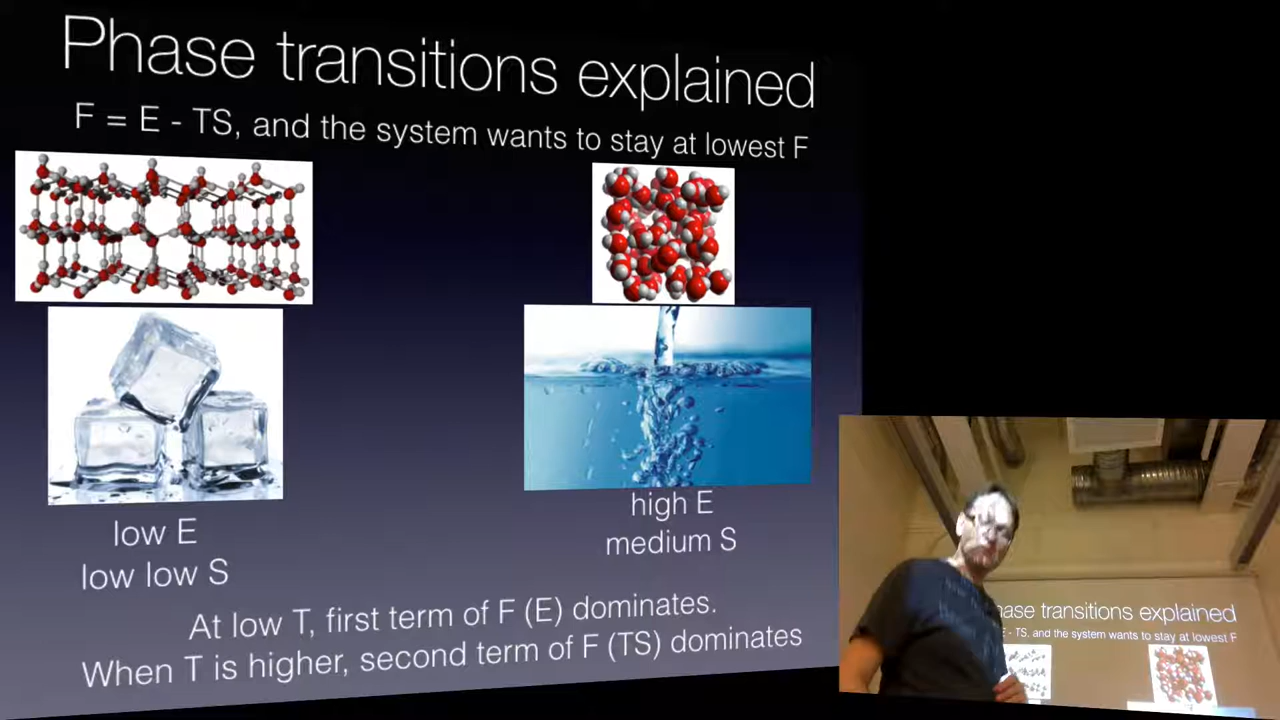 Phase transitions explained
F = E - TS, and the system wants to stay at lowest F
low E
low low S
high E
medium S
At low T, first term of F (E) dominates.
When T is higher, second term of F (TS) dominates
hase transitions explained
E - TS, and the system wants to stay at lowest F